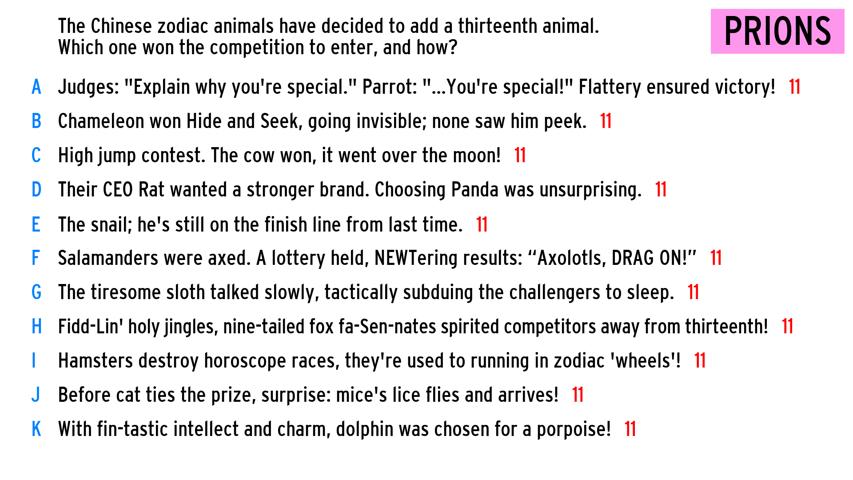 The Chinese zodiac animals have decided to add a thirteenth animal.
Which one won the competition to enter, and how?
PRIONS
A Judges: "Explain why you're special." Parrot: "...You're special!" Flattery ensured victory! 11
B Chameleon won Hide and Seek, going invisible; none saw him peek. 11
C High jump contest. The cow won, it went over the moon! 11
D Their CEO Rat wanted a stronger brand. Choosing Panda was unsurprising. 11
E The snail; he's still on the finish line from last time. 11
F Salamanders were axed. A lottery held, NEWTering results: “Axolotls, DRAG ON!” 11
G The tiresome sloth talked slowly, tactically subduing the challengers to sleep. 11
H Fidd-Lin' holy jingles, nine-tailed fox fa-Sen-nates spirited competitors away from thirteenth! 11
I Hamsters destroy horoscope races, they're used to running in zodiac 'wheels'! 11
J Before cat ties the prize, surprise: mice's lice flies and arrives! 11
K With fin-tastic intellect and charm, dolphin was chosen for a porpoise! 11